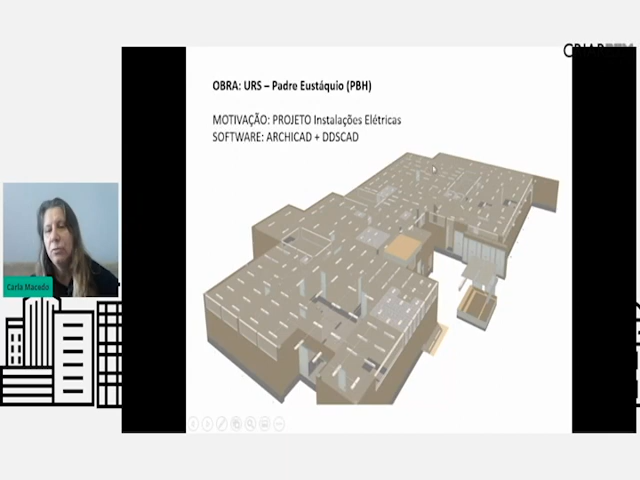 OBRA: URS – Padre Eustáquio (PBH)
MOTIVAÇÃO: PROJETO Instalações Elétricas
SOFTWARE: ARCHICAD + DDSCAD
Carla Macedo